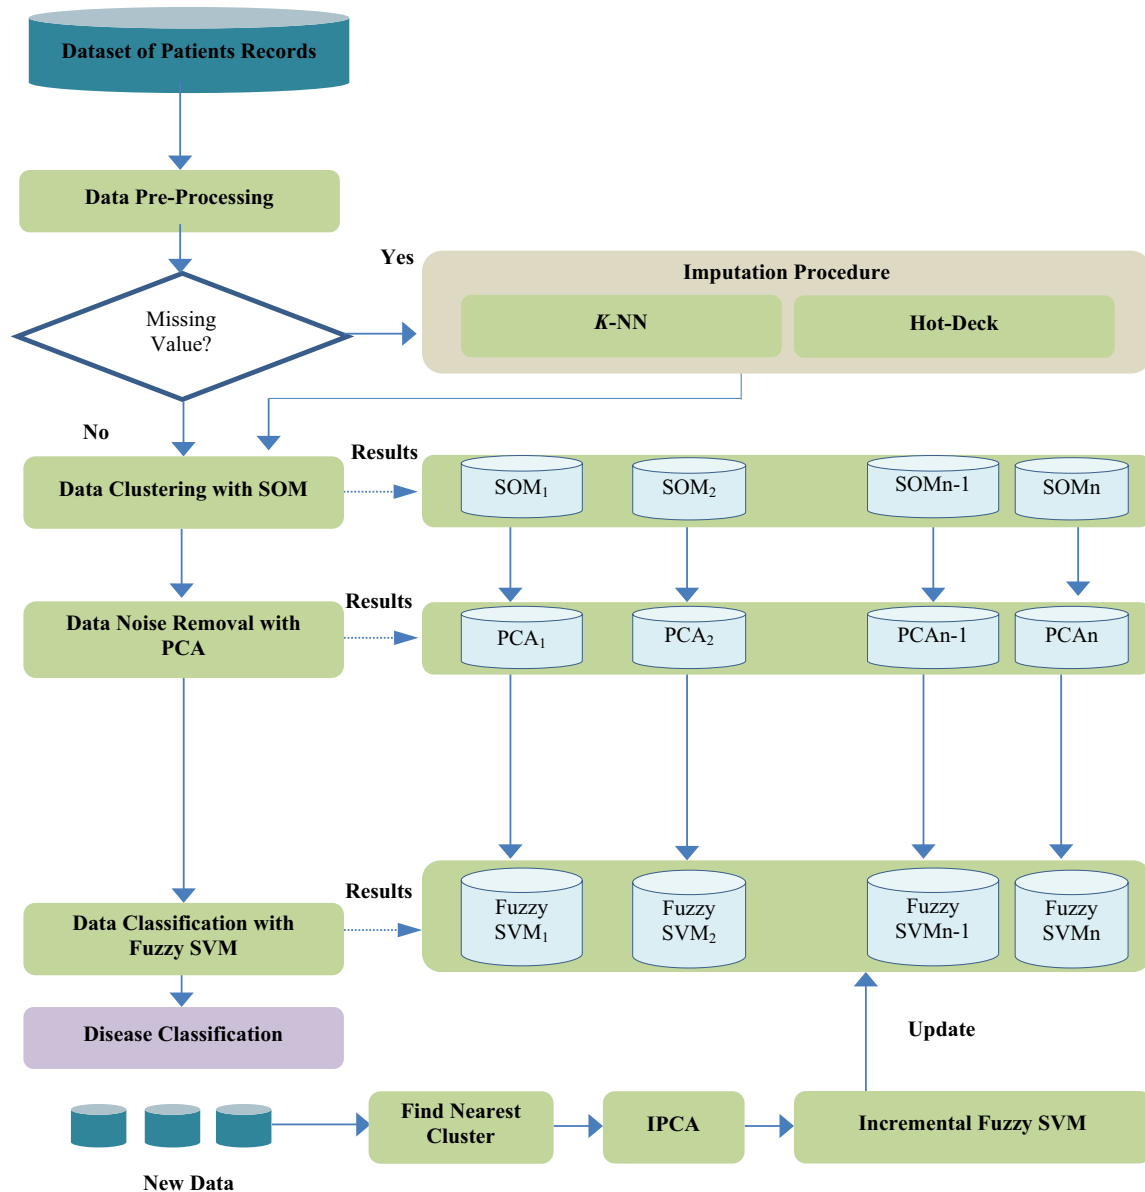 Dataset of Patients Records
Data Pre-Processing
Yes
Imputation Procedure
Missing
Value?
K-NN
Hot-Deck
No
Results
Data Clustering with SOM
SOM1
SOM2
SOMn-1
SOMn
Results
Data Noise Removal with
PCA
PCA1
PCA2
PCAn-1
PCAn
Results
Data Classification with
Fuzzy SVM
Fuzzy
SVM1
Fuzzy
SVM2
Fuzzy
SVMn-1
Fuzzy
SVMn
Disease Classification
Update
Find Nearest
Cluster
IPCA
Incremental Fuzzy SVM
New Data